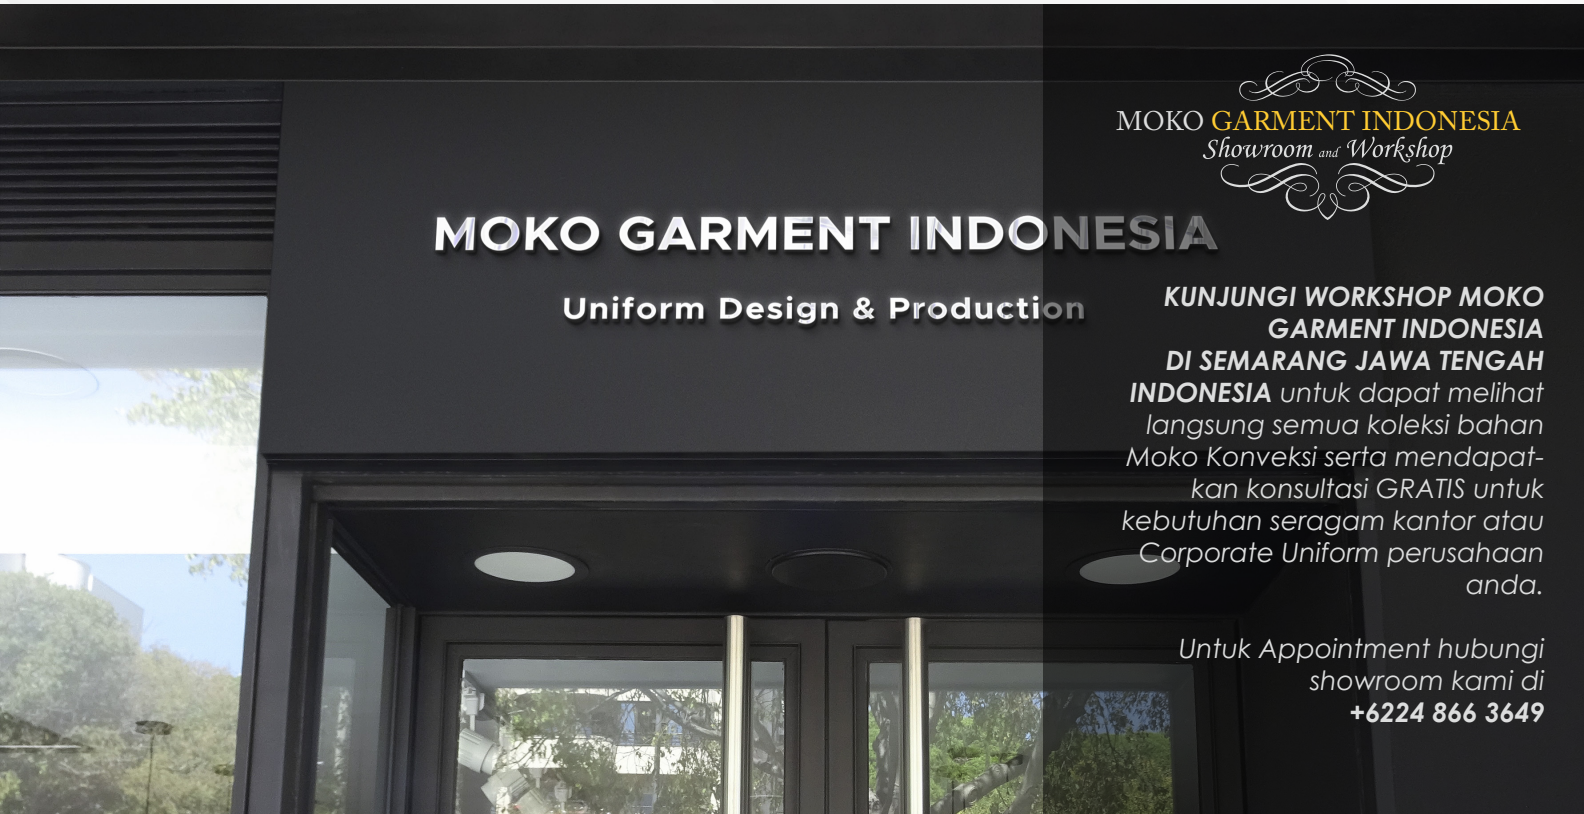 MOKO GARMENT INDONESIA
Uniform Design & Production
MOKO GARMENT INDONESIA
Showroom and Workshop
KUNJUNGI WORKSHOP MOKO
GARMENT INDONESIA
DI SEMARANG JAWA TENGAH
INDONESIA untuk dapat melihat
langsung semua koleksi bahan
Moko Konveksi serta mendapat-
kan konsultasi GRATIS untuk
kebutuhan seragam kantor atau
Corporate Uniform perusahaan
anda.
Untuk Appointment hubungi
showroom kami di
+6224 866 3649